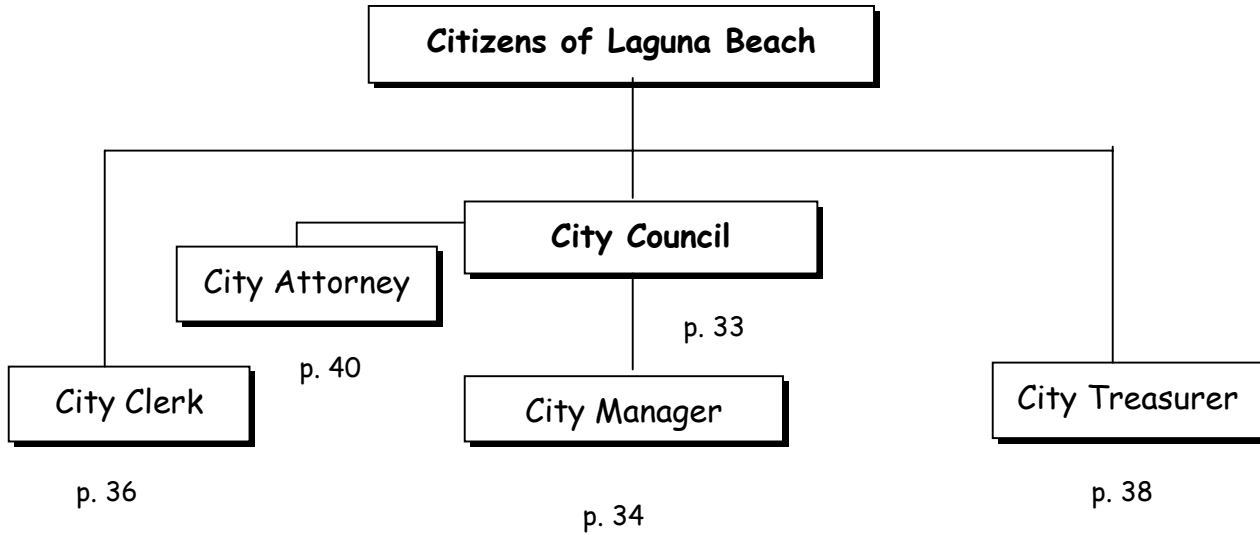 Citizens of Laguna Beach
City Council
City Attorney
p. 33
p. 40
City Clerk
City Manager
City Treasurer
p. 36
p. 34
p. 38